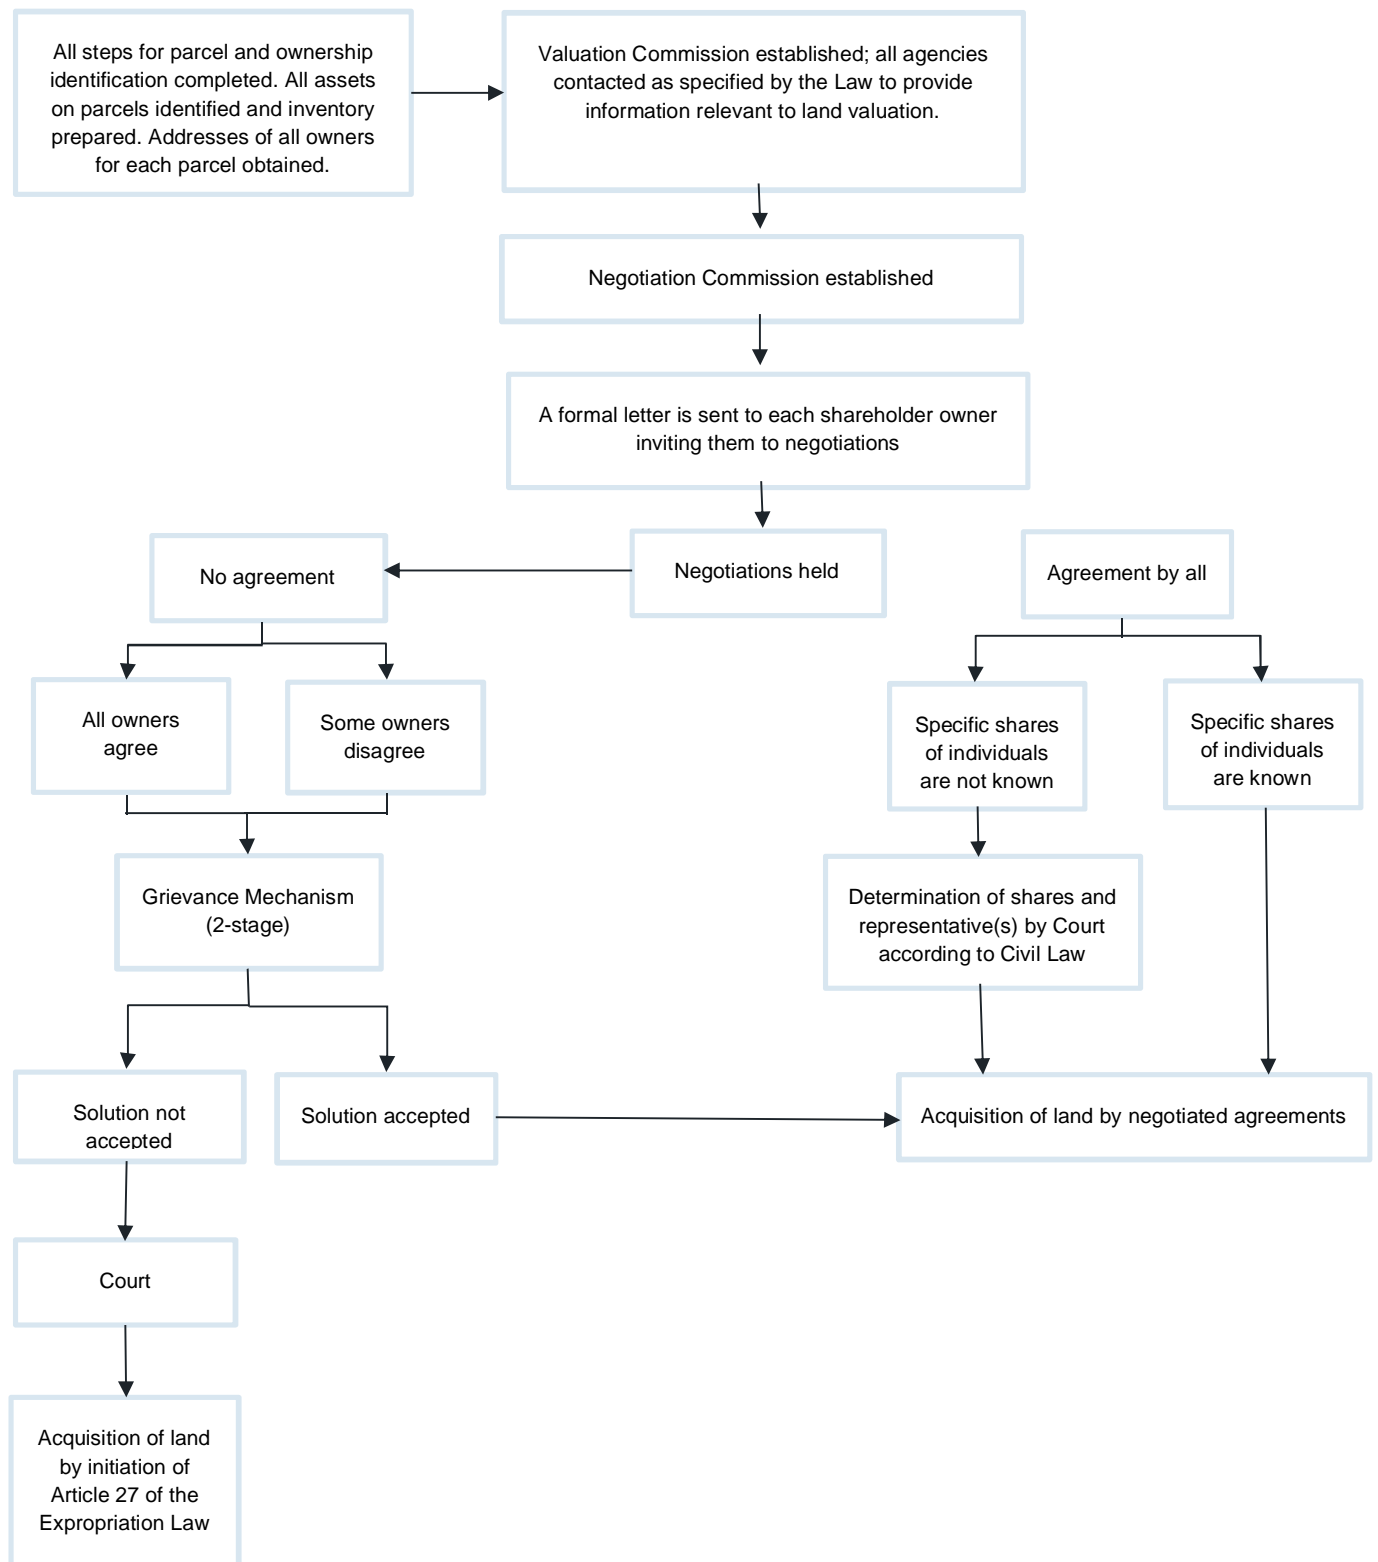 All steps for parcel and ownership
identification completed. All assets
on parcels identified and inventory
prepared. Addresses of all owners
for each parcel obtained.
Valuation Commission established; all agencies
contacted as specified by the Law to provide
information relevant to land valuation.
Negotiation Commission established
A formal letter is sent to each shareholder owner
inviting them to negotiations
No agreement
Negotiations held
Agreement by all
All owners
agree
Some owners
disagree
Specific shares
of individuals
are not known
Specific shares
of individuals
are known
Grievance Mechanism
(2-stage)
Determination of shares and
representative(s) by Court
according to Civil Law
Solution not
accepted
Solution accepted
Acquisition of land by negotiated agreements
Court
Acquisition of land
by initiation of
Article 27 of the
Expropriation Law